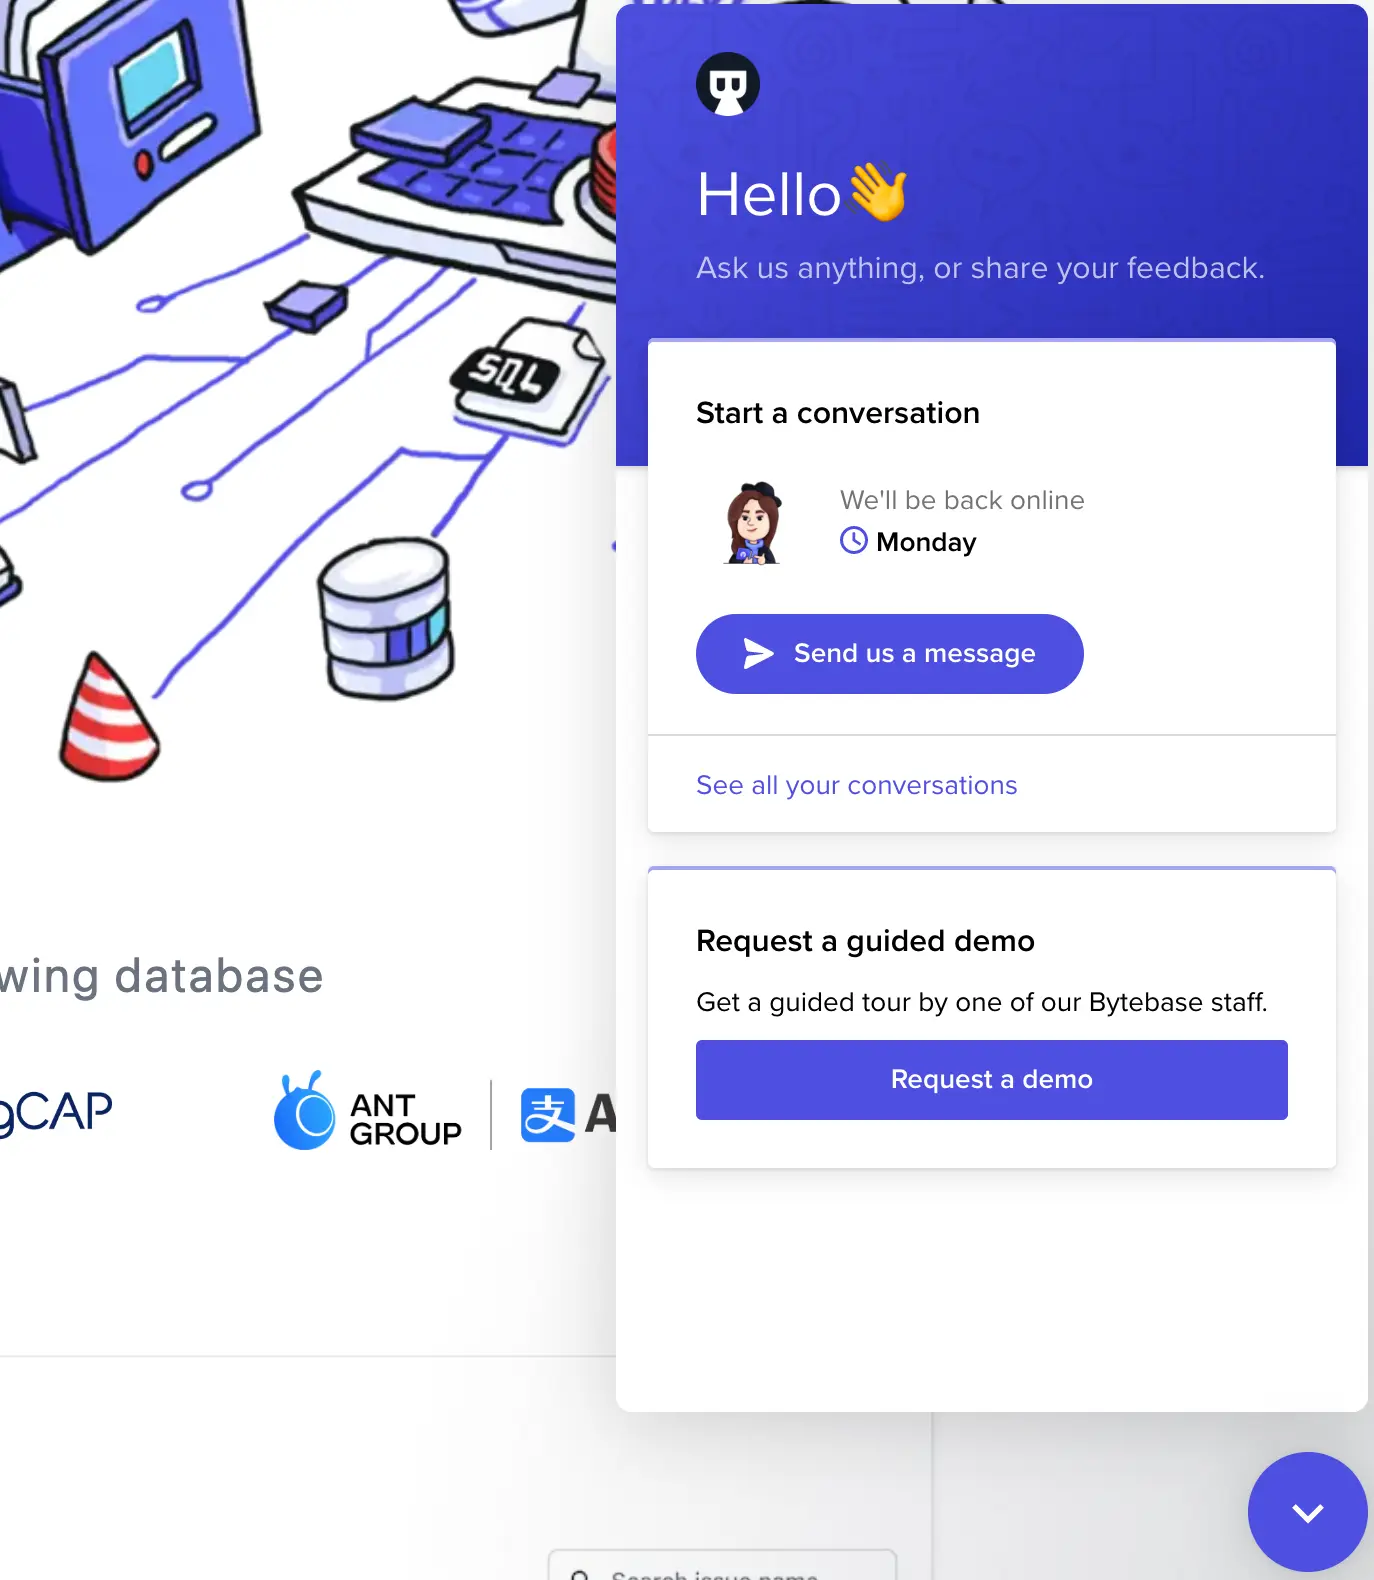 Hello👋
Ask us anything, or share your feedback.
SQL
Start a conversation
We'll be back online
Monday
Send us a message
See all your conversations
Request a guided demo
Get a guided tour by one of our Bytebase staff.
Request a demo
wing database
gCAP
ANT
GROUP
支 A
Search issue name